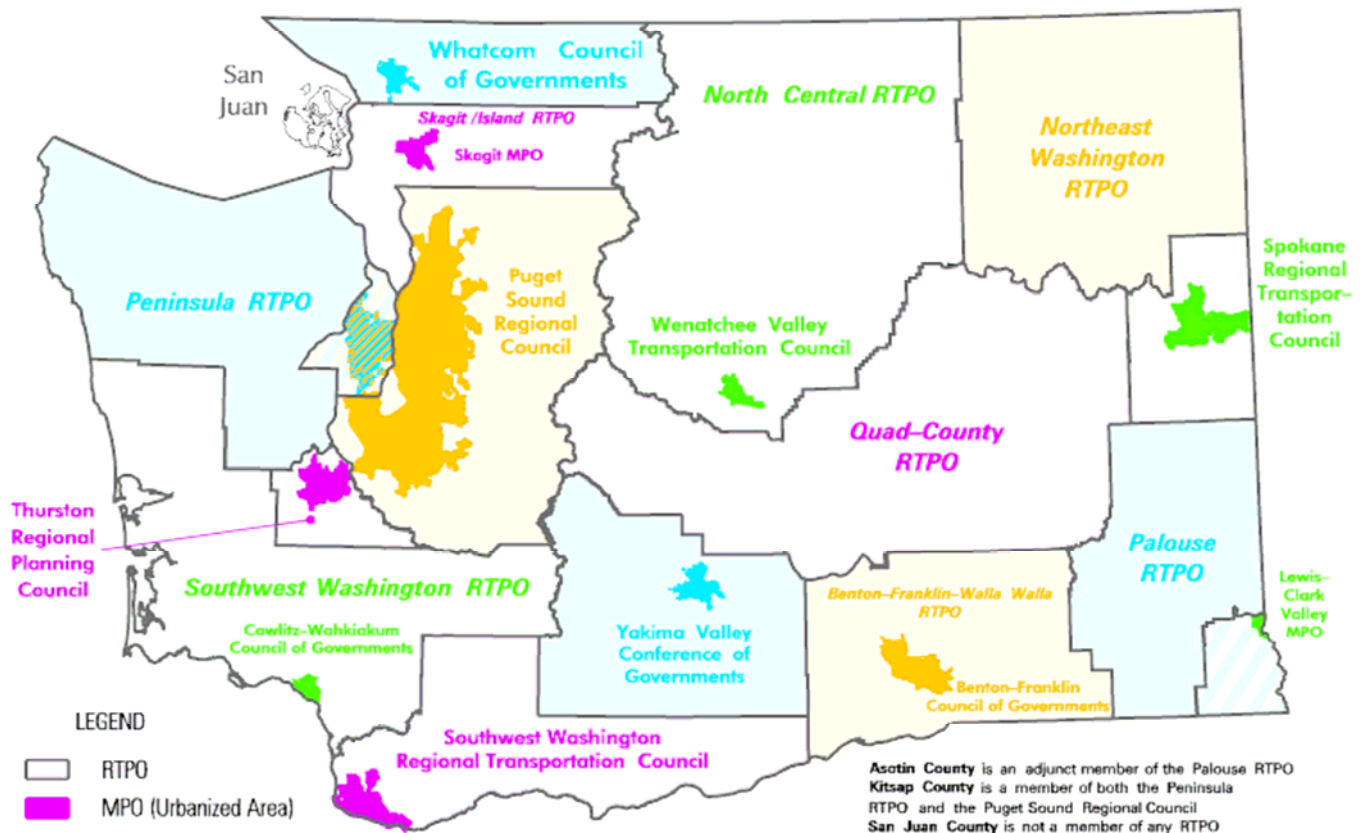 Whatcom Council
of Governments
San
Juan
North Central RTPO
Skagit/Island RTPO
Skagit MPO
Northeast
Washington
RTPO
Spokane
Regional
Transpor–
tation
Council
Peninsula RTPO
Puget
Sound
Regional
Council
Wenatchee Valley
Transportation Council
Quad–County
RTPO
Thurston
Regional
Planning
Council
Southwest Washington RTPO
Cowlitz–Wahkiakum
Council of Governments
Yakima Valley
Conference of
Governments
Benton–Franklin–Walla Walla
RTPO
Benton–Franklin
Council of Governments
Palouse
RTPO
Lewis–
Clark
Valley
MPO
Southwest Washington
Regional Transportation Council
LEGEND
RTPO
MPO (Urbanized Area)
Asotin County is an adjunct member of the Palouse RTPO
Kitsap County is a member of both the Peninsula
RTPO and the Puget Sound Regional Council
San Juan County is not a member of any RTPO